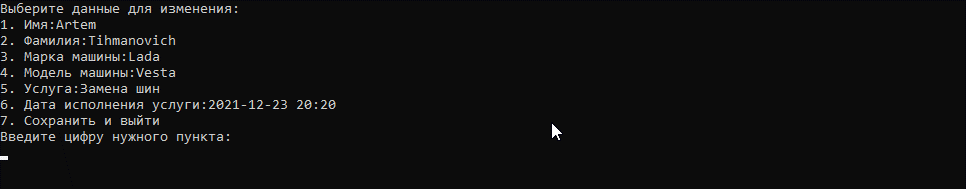 Выберите данные для изменения:
1. Имя:Artem
2. Фамилия:Tihmanovich
3. Марка машины:Lada
4. Модель машины:Vesta
5. Услуга:Замена шин
6. Дата исполнения услуги:2021-12-23 20:20
7. Сохранить и выйти
Введите цифру нужного пункта: